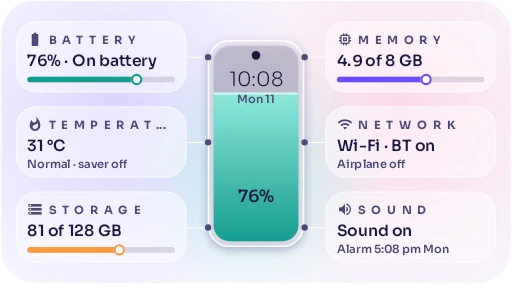 BATTERY
76% · On battery
TEMPERAT...
31 °C
Normal · saver off
STORAGE
81 of 128 GB
10:08
Mon 11
76%
MEMORY
4.9 of 8 GB
NETWORK
Wi-Fi · BT on
Airplane off
SOUND
Sound on
Alarm 5:08 pm Mon